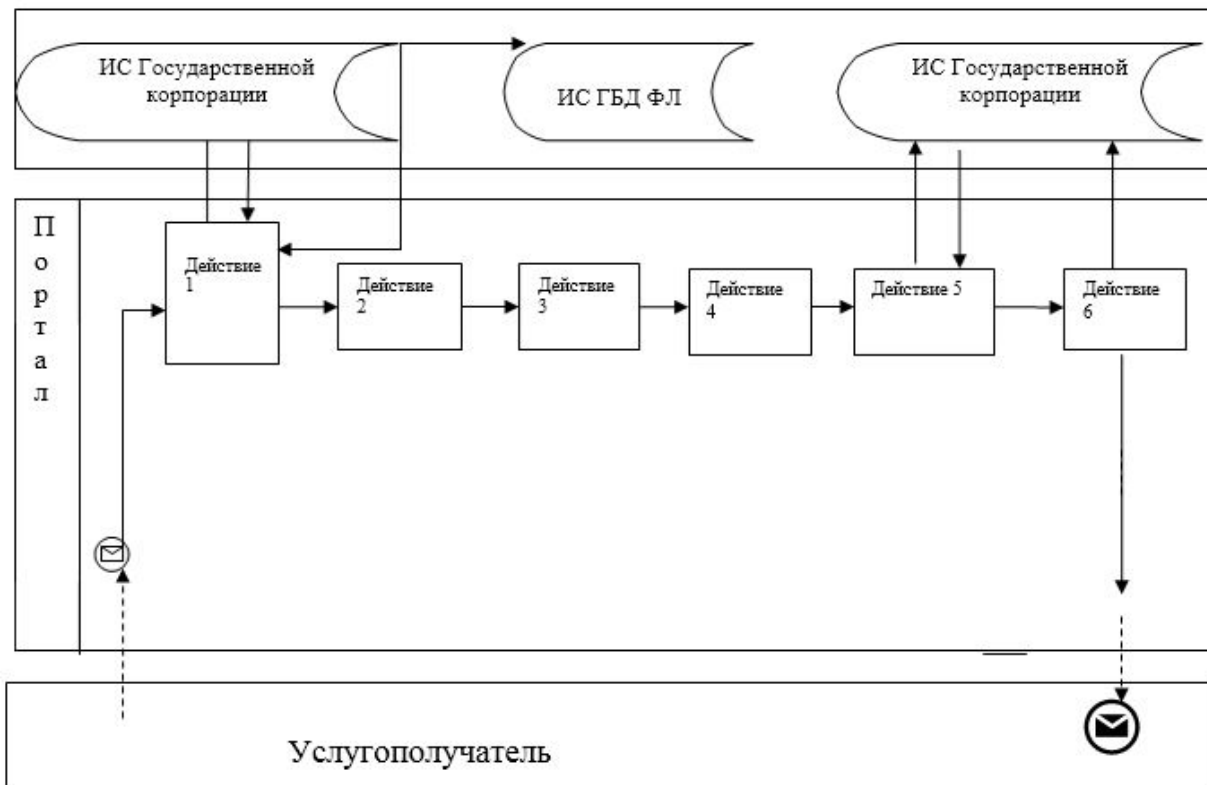 ИС Государственной
корпорации
ИС ГБД ФЛ
ИС Государственной
корпорации
П
о
р
т
а
л
Действие
1
Действие
2
Действие
3
Действие
4
Действие 5
Действие
6
Услугополучатель